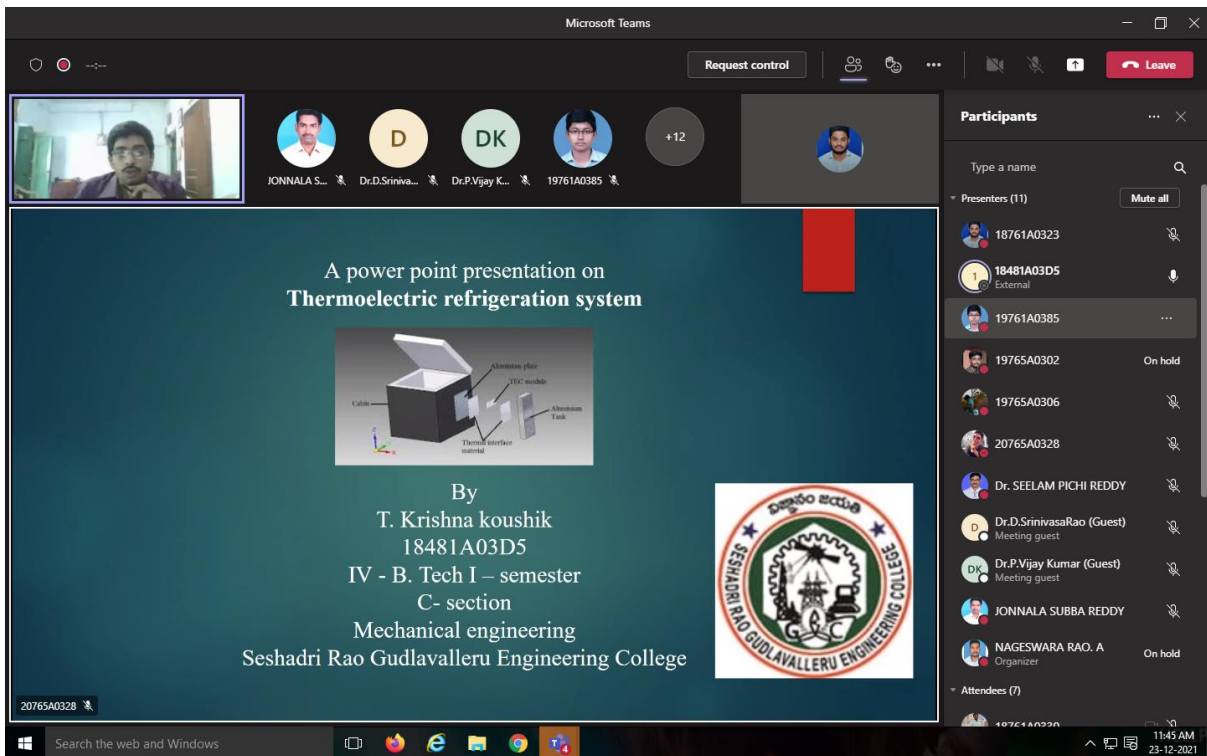 Microsoft Teams
--:--
Request control
Leave
JONNALA S...
D
Dr.D.Sriniva...
DK
Dr.P.Vijay K...
19761A0385
+12
A power point presentation on
Thermoelectric refrigeration system
Aluminium plate
TEC module
Cabin
Aluminium
Tank
Thermal interface
material
By
T. Krishna koushik
18481A03D5
IV - B. Tech I – semester
C- section
Mechanical engineering
Seshadri Rao Gudlavalleru Engineering College
విజ్ఞానం జయతి
SESHADRI RAO GUDLAVALLERU ENGINEERING COLLEGE
20765A0328
Participants
Type a name
Presenters (11)
Mute all
18761A0323
1
18481A03D5
External
19761A0385
19765A0302
On hold
19765A0306
20765A0328
Dr. SEELAM PICHI REDDY
D
Dr.D.SrinivasaRao (Guest)
Meeting guest
DK
Dr.P.Vijay Kumar (Guest)
Meeting guest
JONNALA SUBBA REDDY
NAGESWARA RAO. A
Organizer
On hold
Attendees (7)
Search the web and Windows
4
11:45 AM
23-12-2021